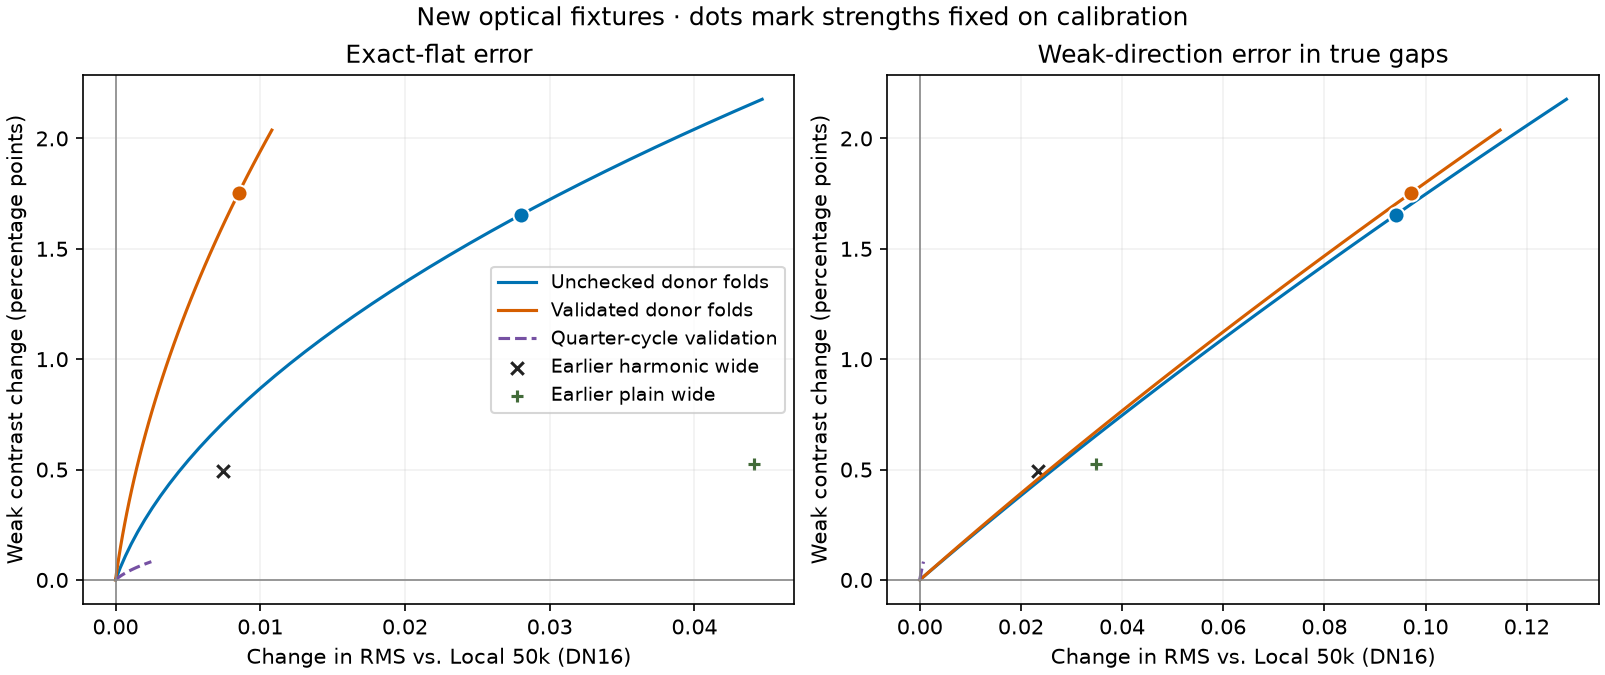 New optical fixtures · dots mark strengths fixed on calibration
Exact-flat error
Weak contrast change (percentage points)
2.0
1.5
1.0
0.5
0.0
0.00 0.01 0.02 0.03 0.04
Change in RMS vs. Local 50k (DN16)
Unchecked donor folds
Validated donor folds
Quarter-cycle validation
Earlier harmonic wide
Earlier plain wide
Weak-direction error in true gaps
Weak contrast change (percentage points)
2.0
1.5
1.0
0.5
0.0
0.00 0.02 0.04 0.06 0.08 0.10 0.12
Change in RMS vs. Local 50k (DN16)